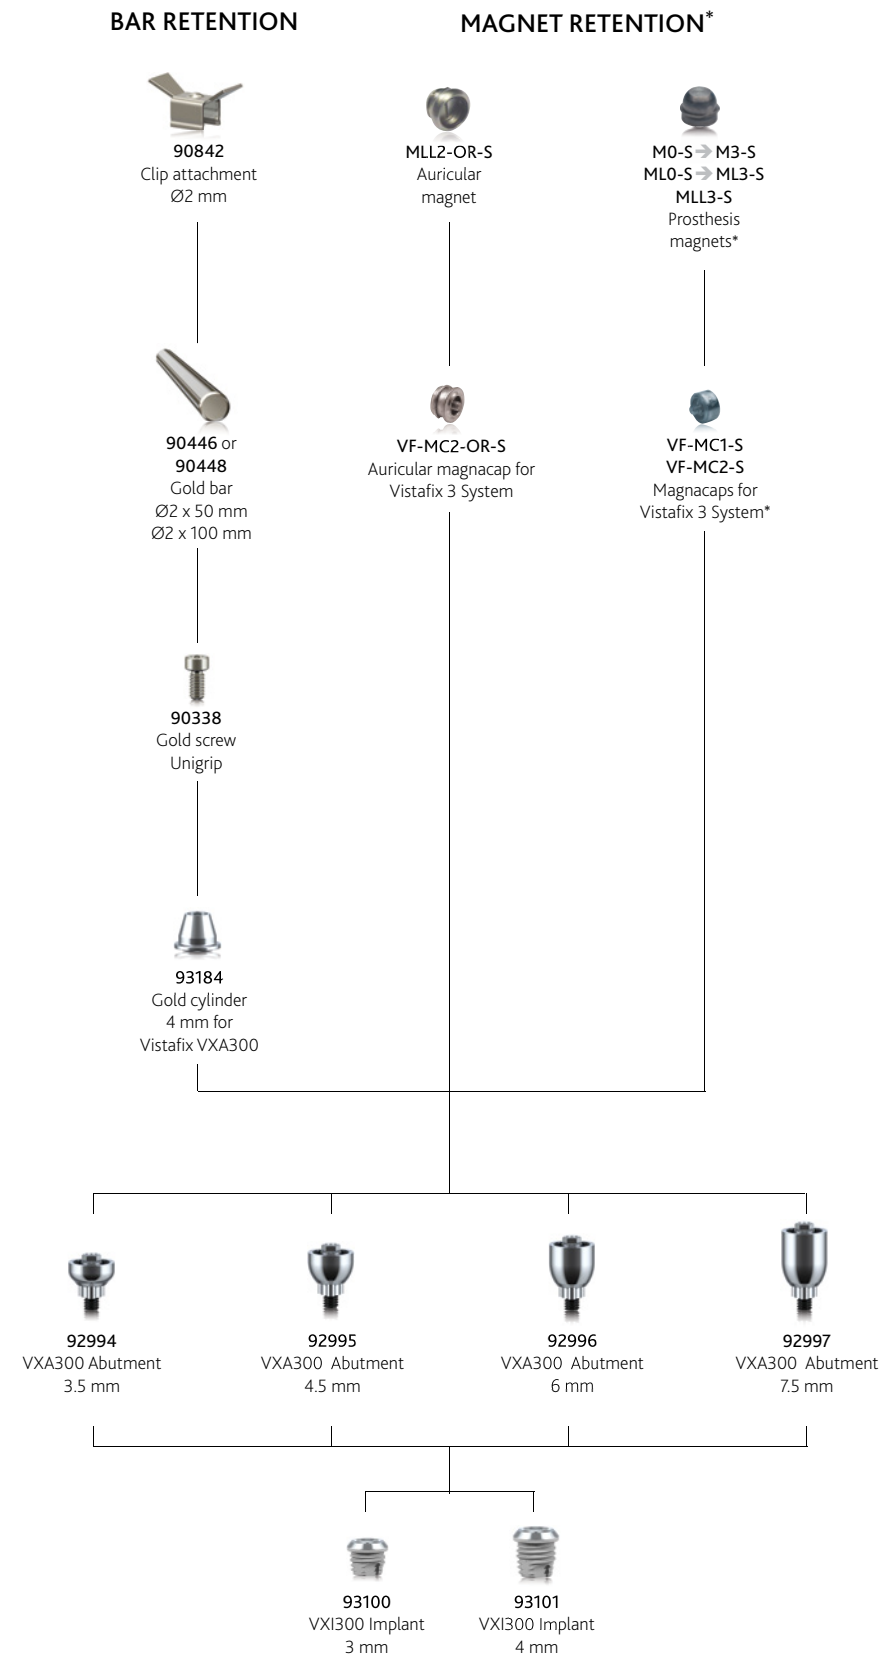 BAR RETENTION
MAGNET RETENTION*
90842
Clip attachment
Ø2 mm
MLL2-OR-S
Auricular
magnet
M0-S ➔ M3-S
ML0-S ➔ ML3-S
MLL3-S
Prosthesis
magnets*
90446 or
90448
Gold bar
Ø2 x 50 mm
Ø2 x 100 mm
VF-MC2-OR-S
Auricular magnacap for
Vistafix 3 System
VF-MC1-S
VF-MC2-S
Magnacaps for
Vistafix 3 System*
90338
Gold screw
Unigrip
93184
Gold cylinder
4 mm for
Vistafix VXA300
92994
VXA300 Abutment
3.5 mm
92995
VXA300 Abutment
4.5 mm
92996
VXA300 Abutment
6 mm
92997
VXA300 Abutment
7.5 mm
93100
VXI300 Implant
3 mm
93101
VXI300 Implant
4 mm